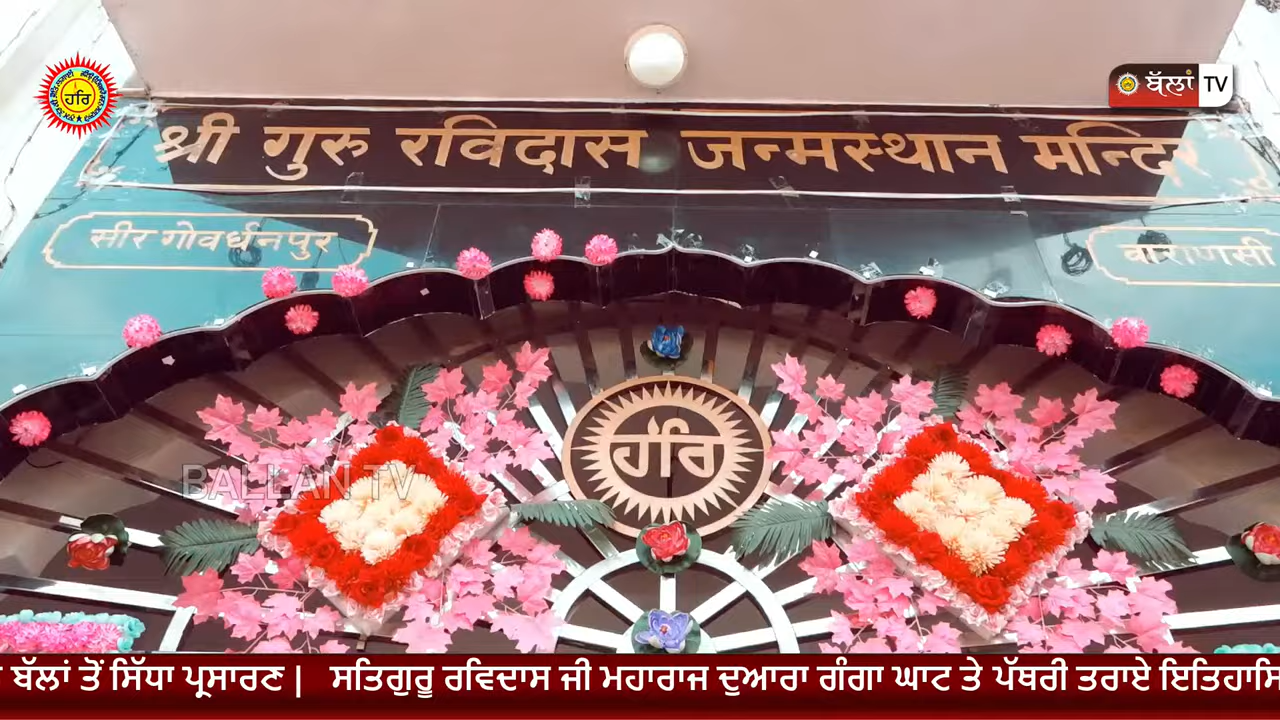 ਹਰਿ
ਬੱਲਾਂ TV
श्री गुरु रविदास जन्मस्थान मन्दिर
सीर गोवर्धनपुर
वाराणसी
ਹਰਿ
BALLAN TV
ਬੱਲਾਂ ਤੋਂ ਸਿੱਧਾ ਪ੍ਰਸਾਰਣ | ਸਤਿਗੁਰੂ ਰਵਿਦਾਸ ਜੀ ਮਹਾਰਾਜ ਦੁਆਰਾ ਗੰਗਾ ਘਾਟ ਤੇ ਪੱਥਰੀ ਤਰਾਏ